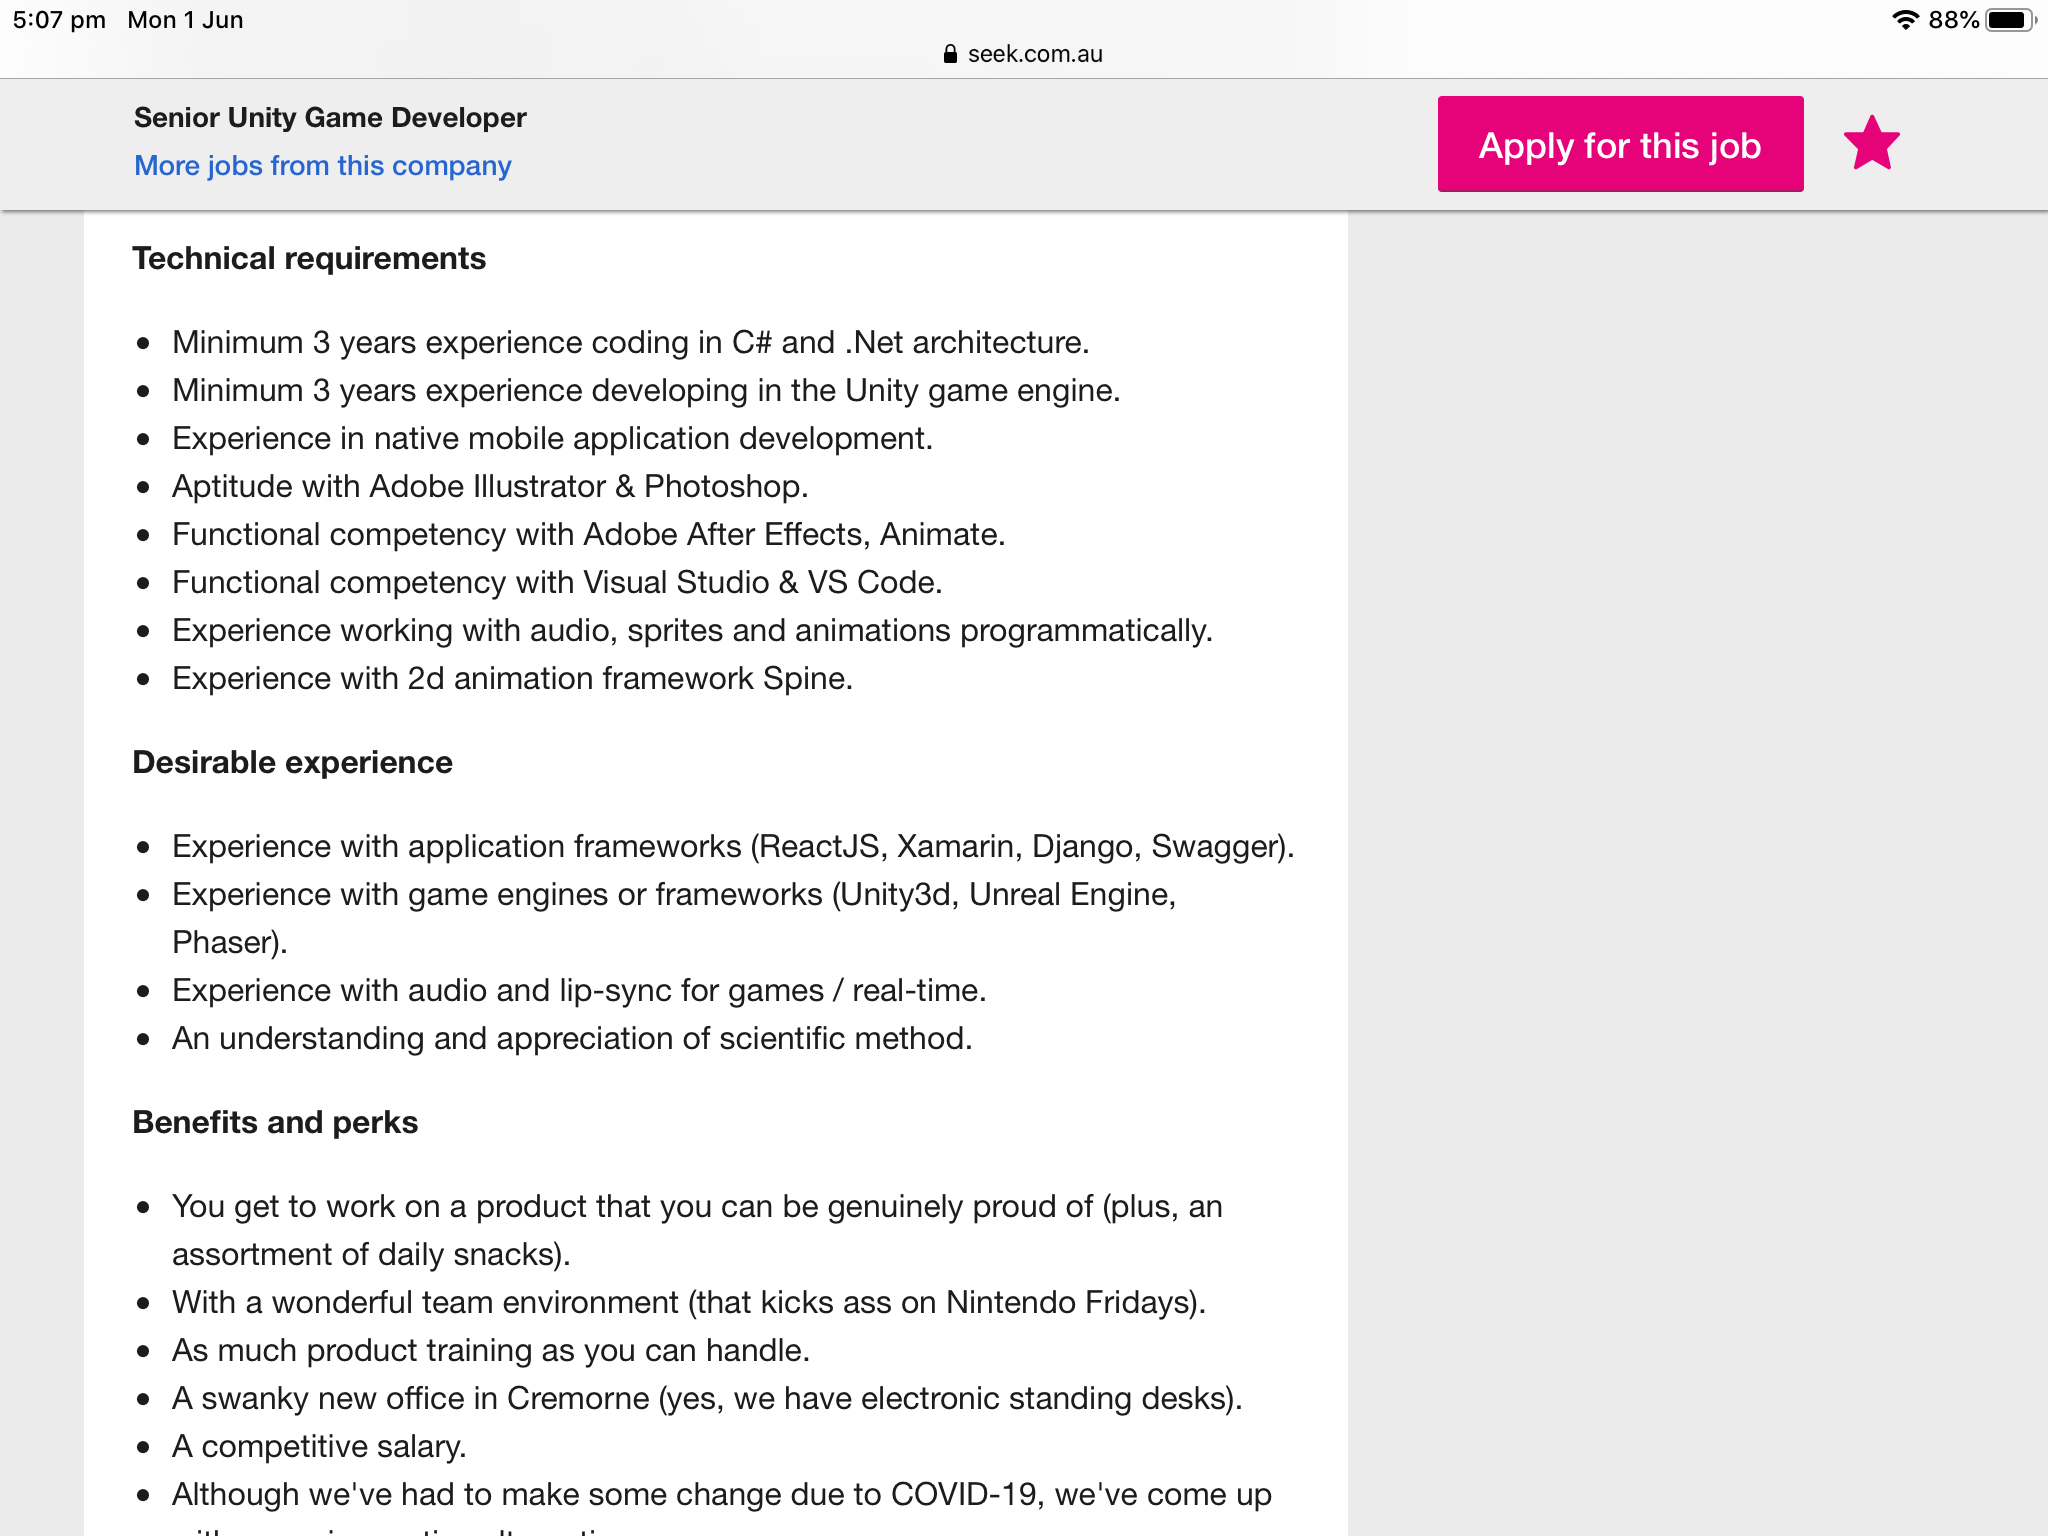 5:07 pm Mon 1 Jun
88%
seek.com.au
Senior Unity Game Developer
More jobs from this company
Apply for this job
Technical requirements
• Minimum 3 years experience coding in C# and .Net architecture.
• Minimum 3 years experience developing in the Unity game engine.
• Experience in native mobile application development.
• Aptitude with Adobe Illustrator & Photoshop.
• Functional competency with Adobe After Effects, Animate.
• Functional competency with Visual Studio & VS Code.
• Experience working with audio, sprites and animations programmatically.
• Experience with 2d animation framework Spine.
Desirable experience
• Experience with application frameworks (ReactJS, Xamarin, Django, Swagger).
• Experience with game engines or frameworks (Unity3d, Unreal Engine,
Phaser).
• Experience with audio and lip-sync for games / real-time.
• An understanding and appreciation of scientific method.
Benefits and perks
• You get to work on a product that you can be genuinely proud of (plus, an
assortment of daily snacks).
• With a wonderful team environment (that kicks ass on Nintendo Fridays).
• As much product training as you can handle.
• A swanky new office in Cremorne (yes, we have electronic standing desks).
• A competitive salary.
• Although we've had to make some change due to COVID-19, we've come up